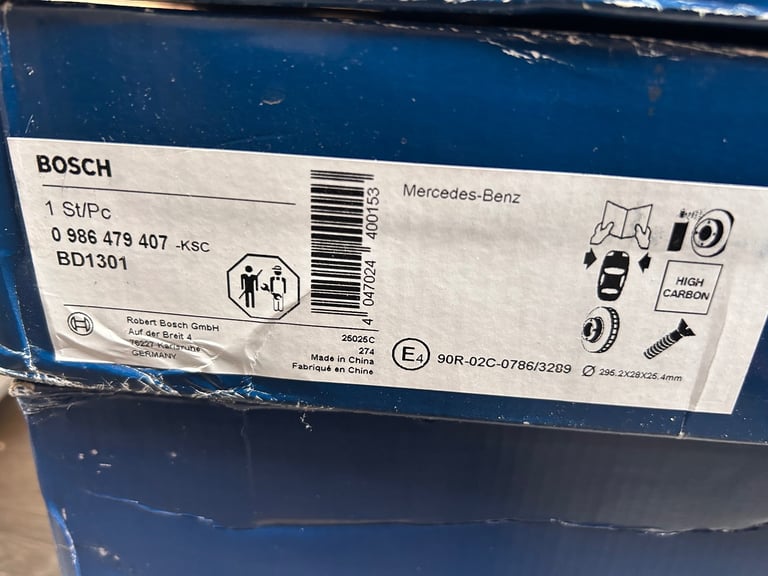 BOSCH
1 St/Pc
0 986 479 407 -KSC
BD1301
Robert Bosch GmbH
Auf der Breit 4
76227 Karlsruhe
GERMANY
4 047024 400153
25025C
274
Made in China
Fabriqué en Chine
Mercedes-Benz
HIGH
CARBON
E4 90R-02C-0786/3289 Ø 295.2X28X25.4mm